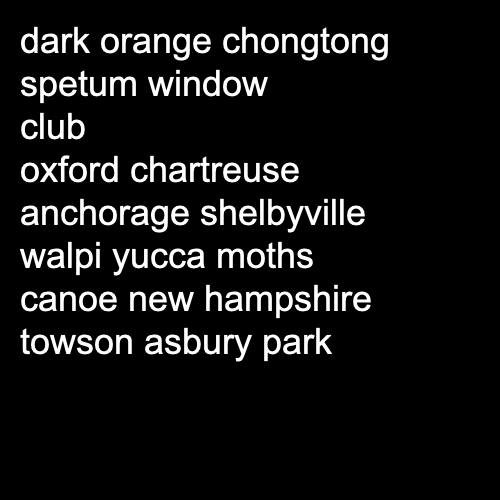 dark orange chongtong
spetum window
club
oxford chartreuse
anchorage shelbyville
walpi yucca moths
canoe new hampshire
towson asbury park